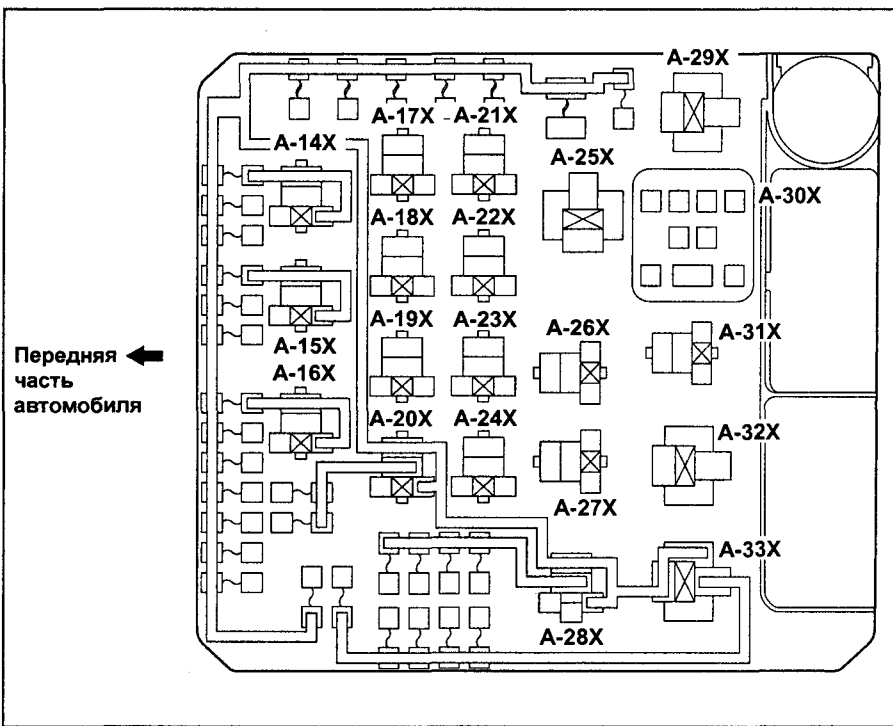 A-29X
A-17X A-21X
A-14X
A-25X
A-30X
A-18X A-22X
A-19X A-23X
A-26X
A-31X
Передняя
часть
автомобиля
A-15X
A-16X
A-20X A-24X
A-32X
A-27X
A-33X
A-28X